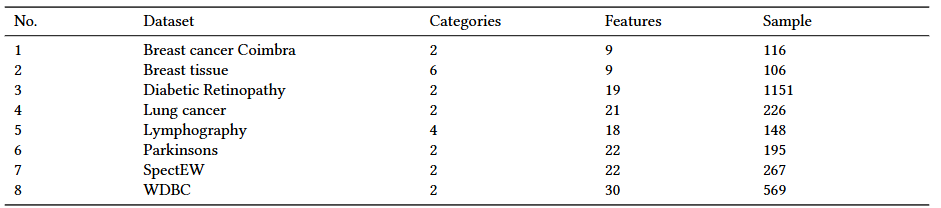 No. Dataset Categories Features Sample
1 Breast cancer Coimbra 2 9 116
2 Breast tissue 6 9 106
3 Diabetic Retinopathy 2 19 1151
4 Lung cancer 2 21 226
5 Lymphography 4 18 148
6 Parkinsons 2 22 195
7 SpectEW 2 22 267
8 WDBC 2 30 569